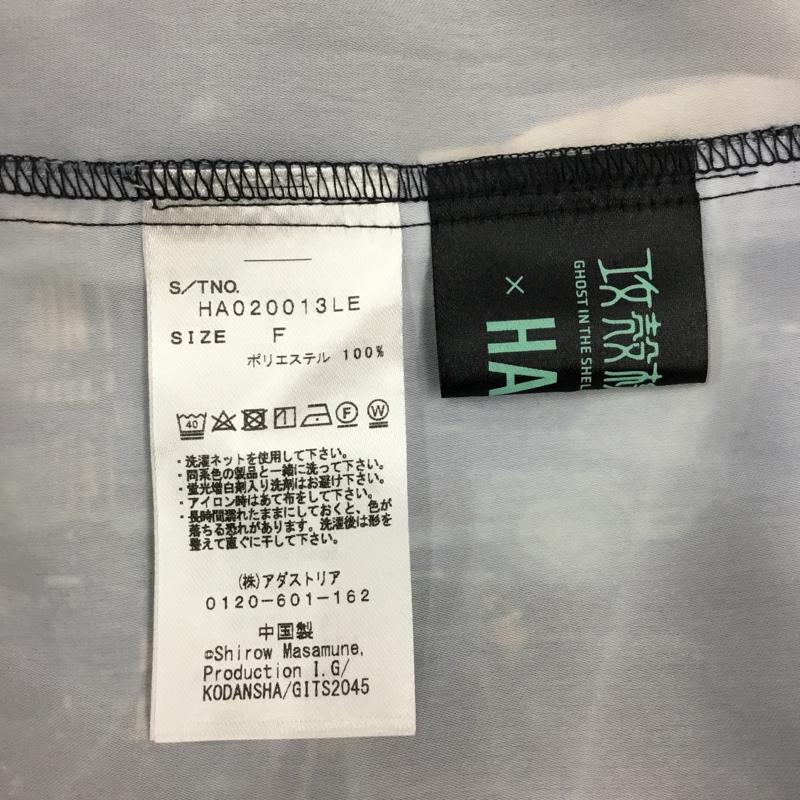 S/TNO.
HA020013LE
SIZE F
ポリエステル 100%
40
F
W
・洗濯ネットを使用して下さい。
・同系色の製品と一緒に洗って下さい。
・蛍光増白剤入り洗剤はお避け下さい。
・アイロン時はあて布をして下さい。
・長時間濡れたままにしておくと、色が
落ちる恐れがあります。洗濯後は形を
整えて直ぐに干して下さい。
(株)アダストリア
0120-601-162
中国製
©Shirow Masamune,
Production I.G/
KODANSHA/GITS2045
攻殻機
GHOST IN THE SHEL
×
HA